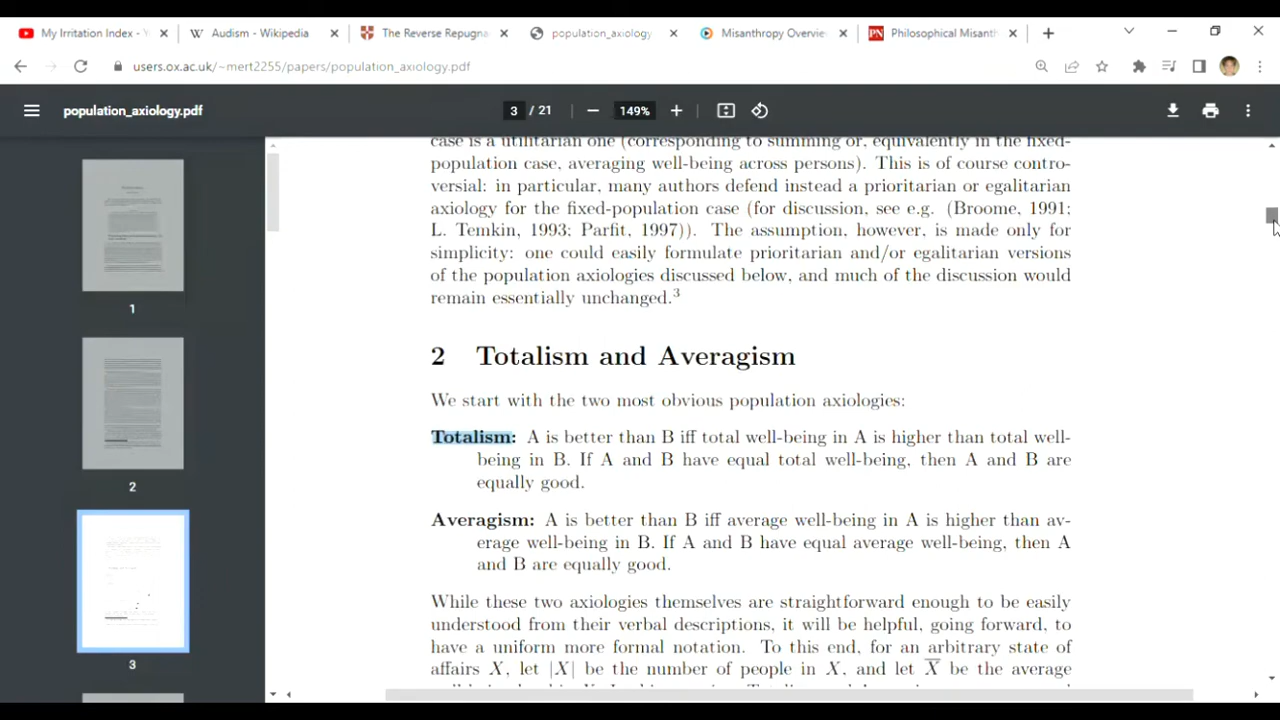 My Irritation Index - Y
Audism - Wikipedia
The Reverse Repugna
population_axiology
Misanthropy Overvie
PN Philosophical Misanth
users.ox.ac.uk/~mert2255/papers/population_axiology.pdf
population_axiology.pdf
3 / 21
149%
case is a utilitarian one (corresponding to summing or, equivalently in the fixed-
population case, averaging well-being across persons). This is of course contro-
versial: in particular, many authors defend instead a prioritarian or egalitarian
axiology for the fixed-population case (for discussion, see e.g. (Broome, 1991;
L. Temkin, 1993; Parfit, 1997)). The assumption, however, is made only for
simplicity: one could easily formulate prioritarian and/or egalitarian versions
of the population axiologies discussed below, and much of the discussion would
remain essentially unchanged.³
2 Totalism and Averagism
We start with the two most obvious population axiologies:
Totalism: A is better than B iff total well-being in A is higher than total well-
being in B. If A and B have equal total well-being, then A and B are
equally good.
Averagism: A is better than B iff average well-being in A is higher than av-
erage well-being in B. If A and B have equal average well-being, then A
and B are equally good.
While these two axiologies themselves are straightforward enough to be easily
understood from their verbal descriptions, it will be helpful, going forward, to
have a uniform more formal notation. To this end, for an arbitrary state of
affairs X, let |X| be the number of people in X, and let X̅ be the average
1
2
3